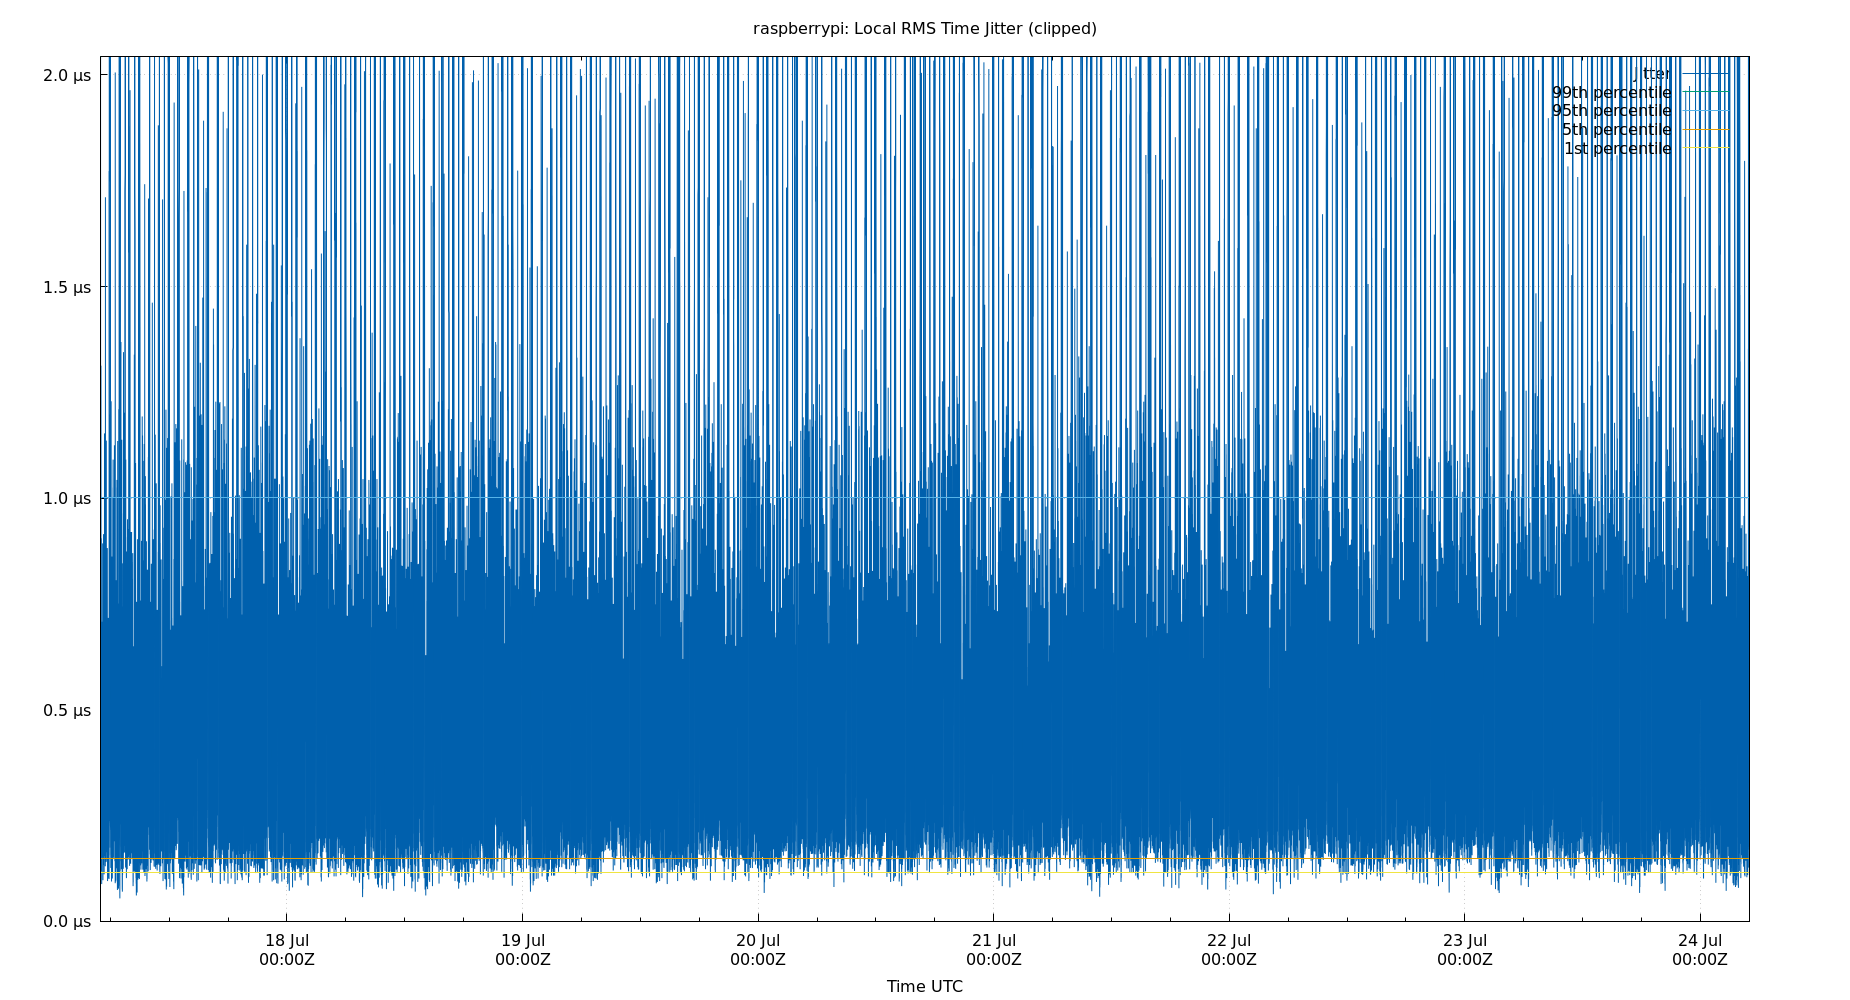 raspberrypi: Local RMS Time Jitter (clipped)
2.0 µs
1.5 µs
1.0 µs
0.5 µs
0.0 µs
jitter
99th percentile
95th percentile
5th percentile
1st percentile
18 Jul
00:00Z
19 Jul
00:00Z
20 Jul
00:00Z
21 Jul
00:00Z
22 Jul
00:00Z
23 Jul
00:00Z
24 Jul
00:00Z
Time UTC